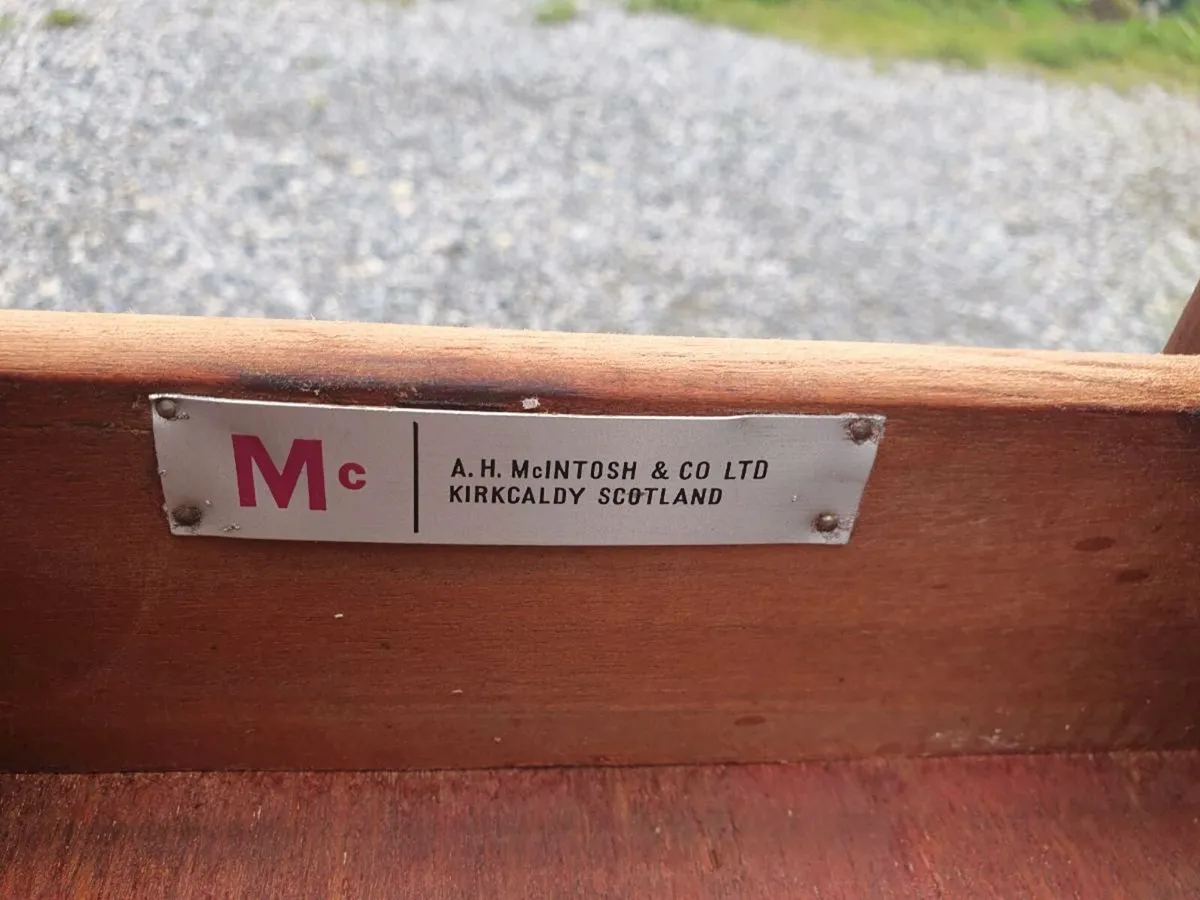 Mc
A. H. McINTOSH & CO LTD
KIRKCALDY SCOTLAND